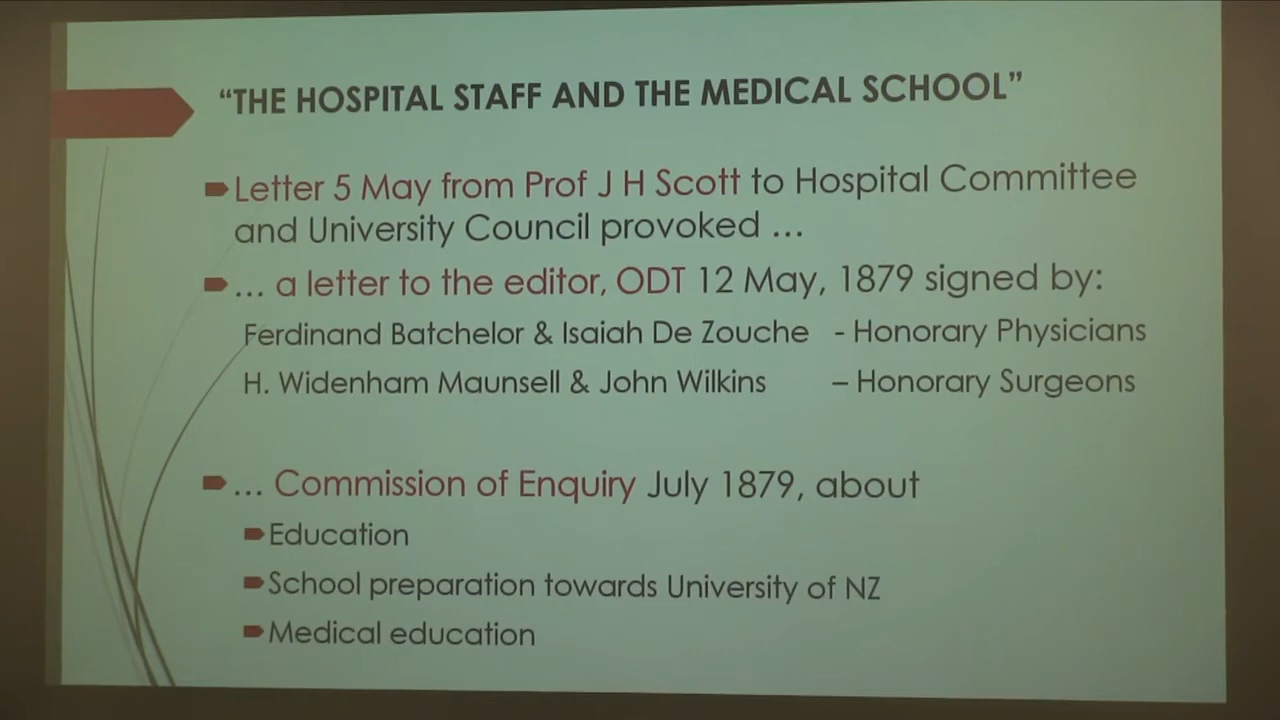 “THE HOSPITAL STAFF AND THE MEDICAL SCHOOL”
Letter 5 May from Prof J H Scott to Hospital Committee
and University Council provoked …
… a letter to the editor, ODT 12 May, 1879 signed by:
Ferdinand Batchelor & Isaiah De Zouche - Honorary Physicians
H. Widenham Maunsell & John Wilkins – Honorary Surgeons
… Commission of Enquiry July 1879, about
Education
School preparation towards University of NZ
Medical education